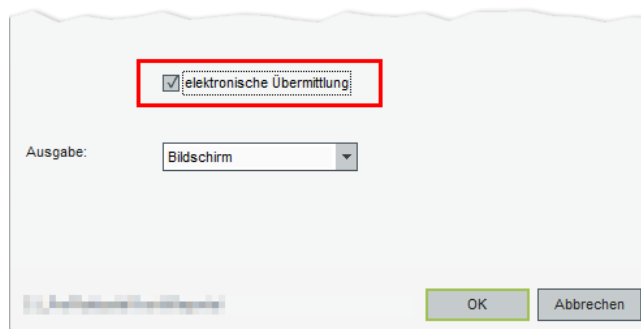 elektronische Übermittlung
Ausgabe:
Bildschirm
OK
Abbrechen